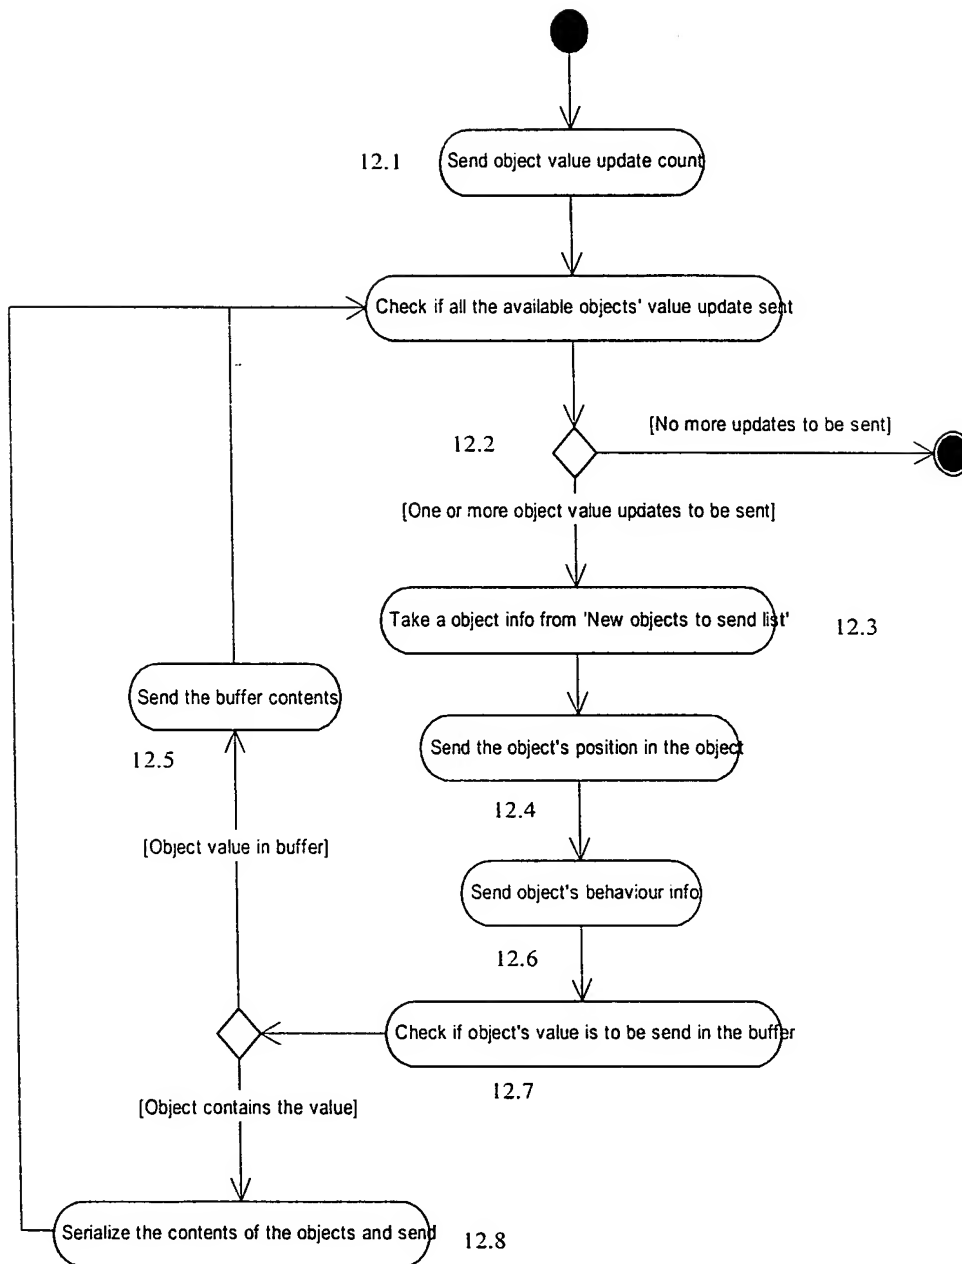 12.1
Send object value update count
Check if all the available objects' value update sent
[No more updates to be sent]
12.2
[One or more object value updates to be sent]
Take a object info from 'New objects to send list'
12.3
Send the buffer contents
Send the object's position in the object
12.5
12.4
[Object value in buffer]
Send object's behaviour info
12.6
Check if object's value is to be send in the buffer
12.7
[Object contains the value]
Serialize the contents of the objects and send
12.8